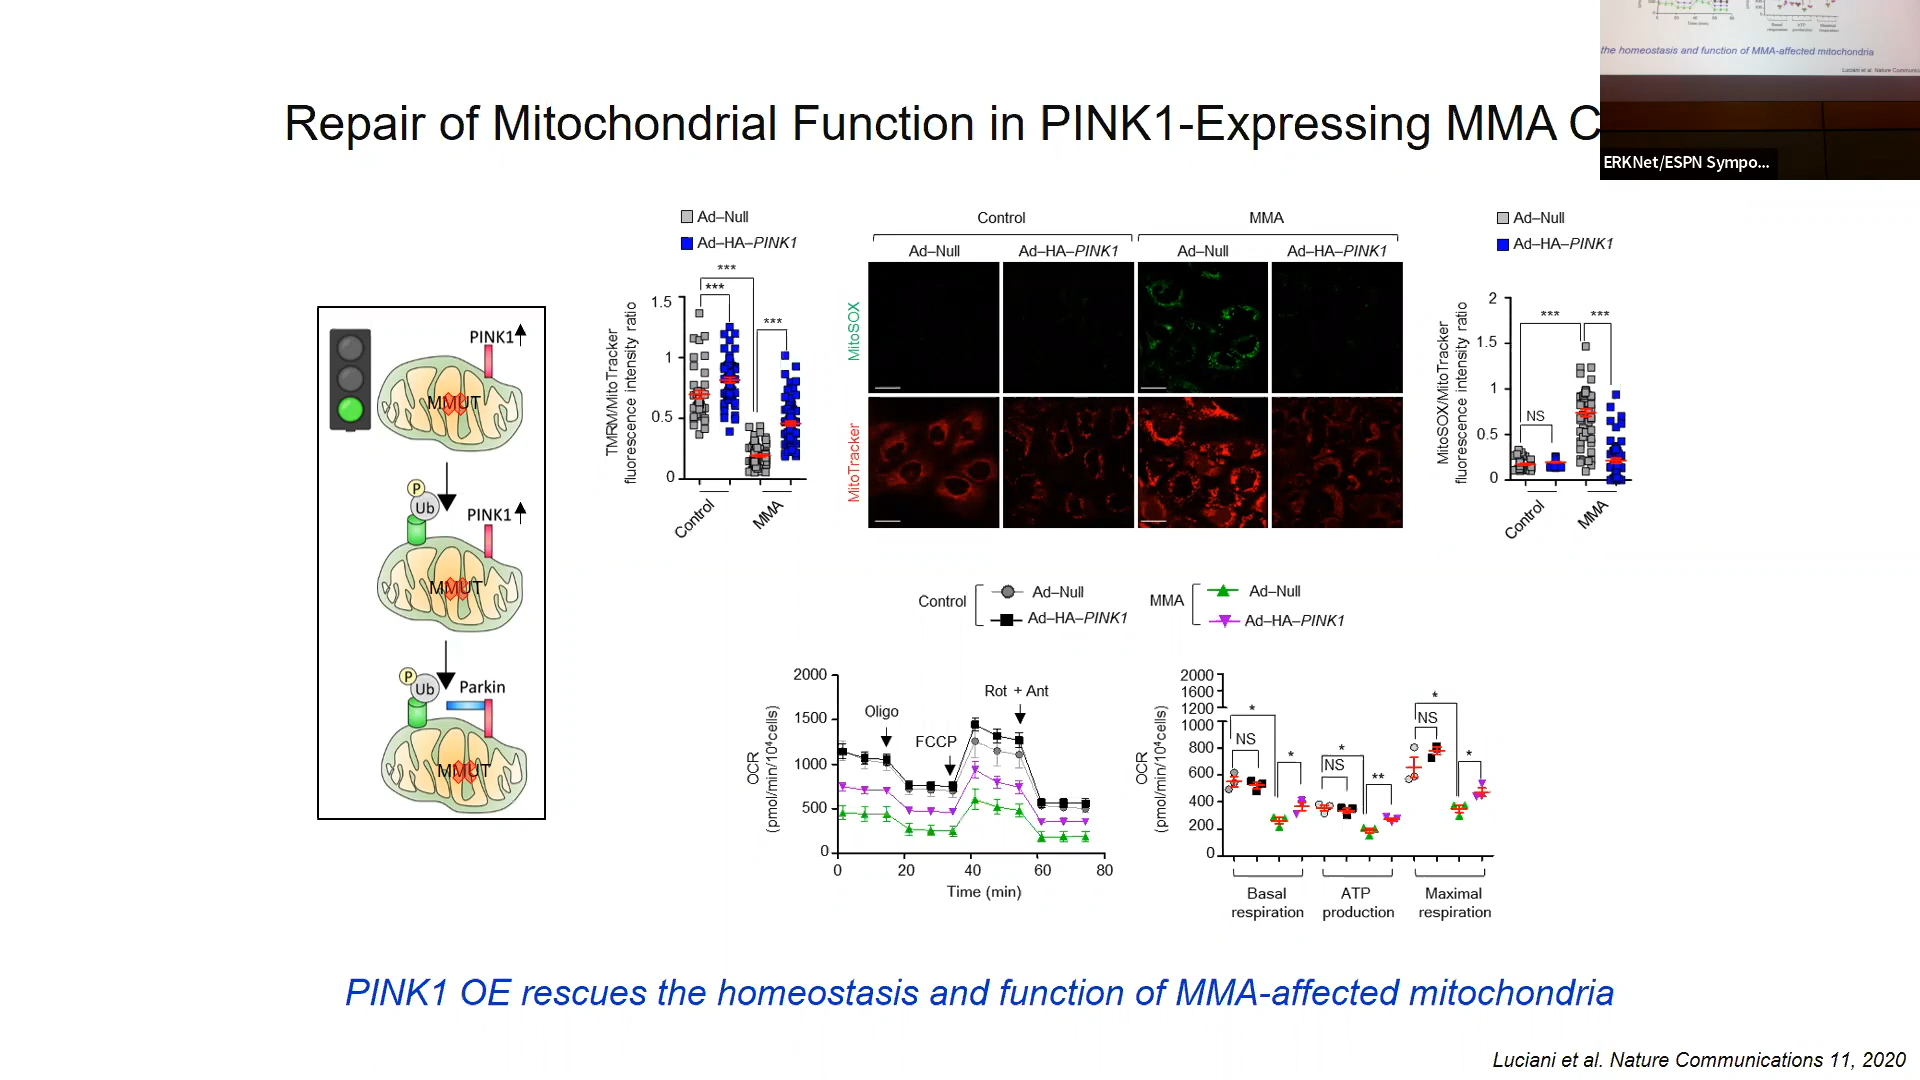 the homeostasis and function of MMA-affected mitochondria
ERKNet/ESPN Sympo...
Repair of Mitochondrial Function in PINK1-Expressing MMA C
PINK1
MMUT
P
Ub
PINK1
MMUT
P
Ub
Parkin
MMUT
Ad–Null
Ad–HA–PINK1
TMRM/MitoTracker
fluorescence intensity ratio
1.5
1
0.5
0
***
***
***
Control
MMA
Control
MMA
Ad–Null
Ad–HA–PINK1
Ad–Null
Ad–HA–PINK1
MitoSOX
MitoTracker
Ad–Null
Ad–HA–PINK1
MitoSOX/MitoTracker
fluorescence intensity ratio
2
1.5
1
0.5
0
NS
***
***
Control
MMA
Control
Ad–Null
Ad–HA–PINK1
MMA
Ad–Null
Ad–HA–PINK1
OCR
(pmol/min/10⁴cells)
2000
1500
1000
500
0
Oligo
FCCP
Rot + Ant
0
20
40
60
80
Time (min)
OCR
(pmol/min/10⁴cells)
2000
1600
1200
1000
800
600
400
200
0
*
NS
*
*
NS
**
*
NS
*
Basal
respiration
ATP
production
Maximal
respiration
PINK1 OE rescues the homeostasis and function of MMA-affected mitochondria
Luciani et al. Nature Communications 11, 2020